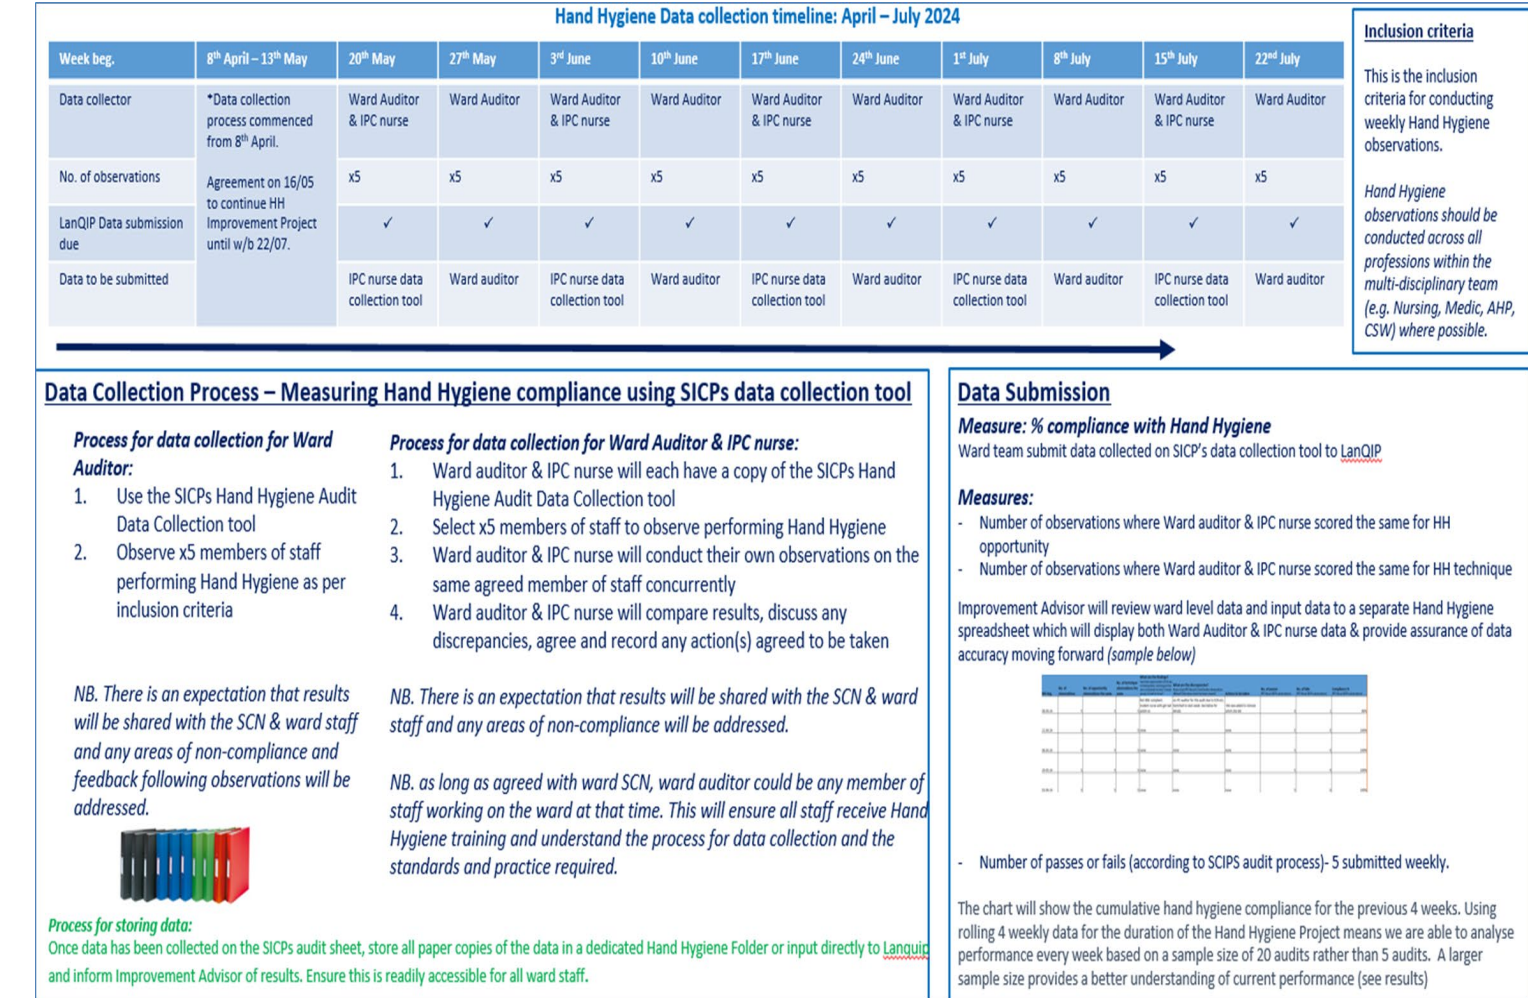 Hand Hygiene Data collection timeline: April – July 2024
Week beg.
8th April – 13th May
20th May
27th May
3rd June
10th June
17th June
24th June
1st July
8th July
15th July
22nd July
Data collector
*Data collection
process commenced
from 8th April.
Agreement on 16/05
to continue HH
Improvement Project
until w/b 22/07.
Ward Auditor
& IPC nurse
Ward Auditor
Ward Auditor
& IPC nurse
Ward Auditor
Ward Auditor
& IPC nurse
Ward Auditor
Ward Auditor
& IPC nurse
Ward Auditor
Ward Auditor
& IPC nurse
Ward Auditor
No. of observations
x5
x5
x5
x5
x5
x5
x5
x5
x5
x5
LanQIP Data submission
due
✓
✓
✓
✓
✓
✓
✓
✓
✓
✓
Data to be submitted
IPC nurse data
collection tool
Ward auditor
IPC nurse data
collection tool
Ward auditor
IPC nurse data
collection tool
Ward auditor
IPC nurse data
collection tool
Ward auditor
IPC nurse data
collection tool
Ward auditor
Inclusion criteria
This is the inclusion
criteria for conducting
weekly Hand Hygiene
observations.
Hand Hygiene
observations should be
conducted across all
professions within the
multi-disciplinary team
(e.g. Nursing, Medic, AHP,
CSW) where possible.
Data Collection Process – Measuring Hand Hygiene compliance using SICPs data collection tool
Process for data collection for Ward
Auditor:
1. Use the SICPs Hand Hygiene Audit
Data Collection tool
2. Observe x5 members of staff
performing Hand Hygiene as per
inclusion criteria
NB. There is an expectation that results
will be shared with the SCN & ward staff
and any areas of non-compliance and
feedback following observations will be
addressed.
Process for data collection for Ward Auditor & IPC nurse:
1. Ward auditor & IPC nurse will each have a copy of the SICPs Hand
Hygiene Audit Data Collection tool
2. Select x5 members of staff to observe performing Hand Hygiene
3. Ward auditor & IPC nurse will conduct their own observations on the
same agreed member of staff concurrently
4. Ward auditor & IPC nurse will compare results, discuss any
discrepancies, agree and record any action(s) agreed to be taken
NB. There is an expectation that results will be shared with the SCN & ward
staff and any areas of non-compliance will be addressed.
NB. as long as agreed with ward SCN, ward auditor could be any member of
staff working on the ward at that time. This will ensure all staff receive Hand
Hygiene training and understand the process for data collection and the
standards and practice required.
Process for storing data:
Once data has been collected on the SICPs audit sheet, store all paper copies of the data in a dedicated Hand Hygiene Folder or input directly to Lanquip
and inform Improvement Advisor of results. Ensure this is readily accessible for all ward staff.
Data Submission
Measure: % compliance with Hand Hygiene
Ward team submit data collected on SICP's data collection tool to LanQIP
Measures:
- Number of observations where Ward auditor & IPC nurse scored the same for HH
opportunity
- Number of observations where Ward auditor & IPC nurse scored the same for HH technique
Improvement Advisor will review ward level data and input data to a separate Hand Hygiene
spreadsheet which will display both Ward Auditor & IPC nurse data & provide assurance of data
accuracy moving forward (sample below)
- Number of passes or fails (according to SCIPS audit process)- 5 submitted weekly.
The chart will show the cumulative hand hygiene compliance for the previous 4 weeks. Using
rolling 4 weekly data for the duration of the Hand Hygiene Project means we are able to analyse
performance every week based on a sample size of 20 audits rather than 5 audits. A larger
sample size provides a better understanding of current performance (see results)